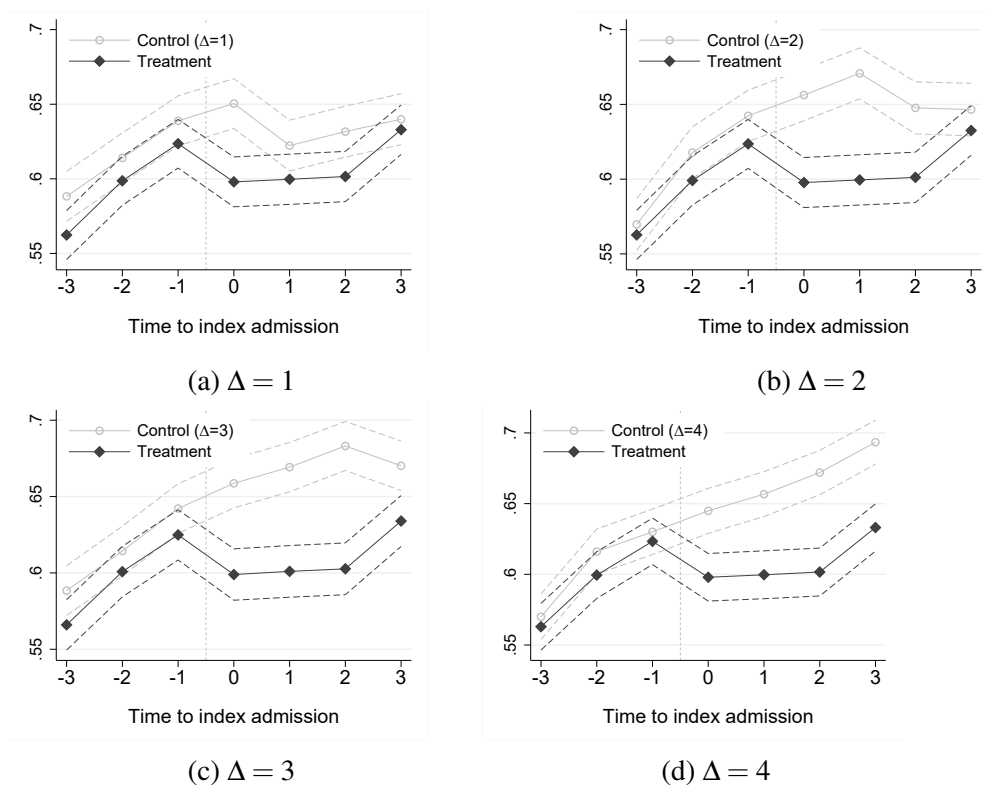 .7
.65
.6
.55
Control (Δ=1)
Treatment
-3 -2 -1 0 1 2 3
Time to index admission
(a) Δ = 1
.7
.65
.6
.55
Control (Δ=2)
Treatment
-3 -2 -1 0 1 2 3
Time to index admission
(b) Δ = 2
.7
.65
.6
.55
Control (Δ=3)
Treatment
-3 -2 -1 0 1 2 3
Time to index admission
(c) Δ = 3
.7
.65
.6
.55
Control (Δ=4)
Treatment
-3 -2 -1 0 1 2 3
Time to index admission
(d) Δ = 4